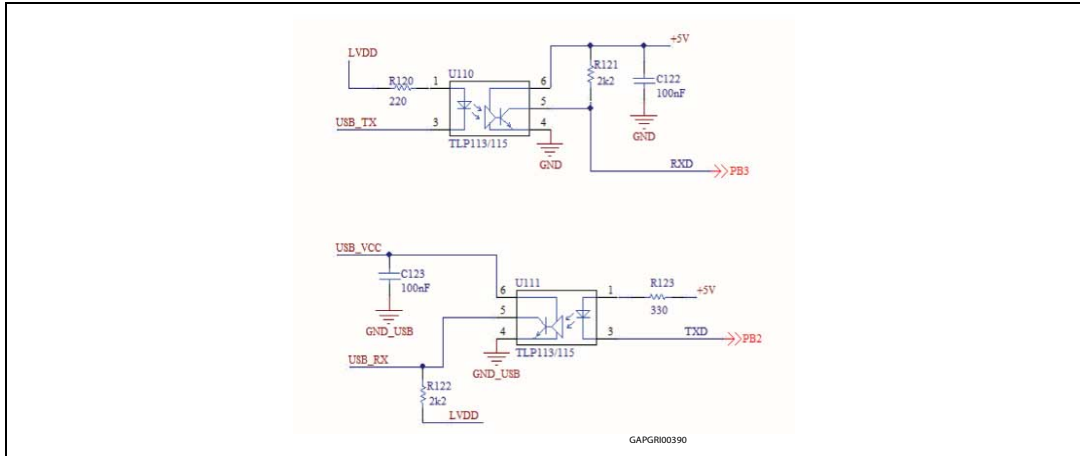 +5V
LVDD
R120
220
1
U110
6
5
4
3
R121
2k2
C122
100nF
GND
USB_TX
TLP113/115
GND
RXD
PB3
USB_VCC
C123
100nF
GND_USB
U111
6
5
4
1
3
R123
330
+5V
TXD
PB2
TLP113/115
GND_USB
USB_RX
R122
2k2
LVDD
GAPGRI00390